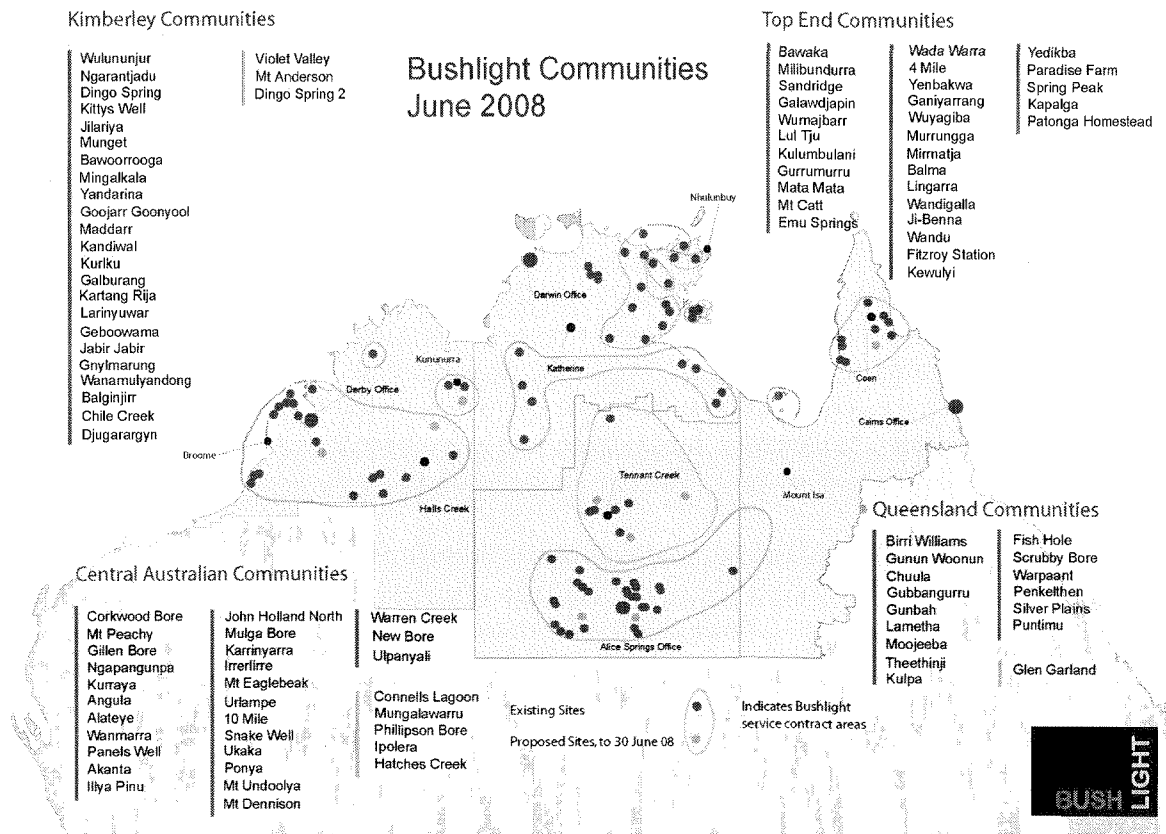 Kimberley Communities
Wulununjur
Ngarantjadu
Dingo Spring
Kittys Well
Jilariya
Munget
Bawoorrooga
Mingalkala
Yandarina
Goojarr Goonyool
Maddarr
Kandiwal
Kurlku
Galburang
Kartang Rija
Larinyuwar
Geboowama
Jabir Jabir
Gnylmarung
Wanamulyandong
Balginjirr
Chile Creek
Djugarargyn
Violet Valley
Mt Anderson
Dingo Spring 2
Bushlight Communities
June 2008
Top End Communities
Bawaka
Milibundurra
Sandridge
Galawdjapin
Wumajbarr
Lul Tju
Kulumbulani
Gurrumurru
Mata Mata
Mt Catt
Emu Springs
Wada Warra
4 Mile
Yenbakwa
Ganiyarrang
Wuyagiba
Murrungga
Mirrnatja
Balma
Lingarra
Wandigalla
Ji-Benna
Wandu
Fitzroy Station
Kewulyi
Yedikba
Paradise Farm
Spring Peak
Kapalga
Patonga Homestead
Nhulunbuy
Darwin Office
Kununurra
Katherine
Derby Office
Coen
Cairns Office
Broome
Tennant Creek
Mount Isa
Halls Creek
Alice Springs Office
Queensland Communities
Birri Williams
Gunun Woonun
Chuula
Gubbangurru
Gunbah
Lametha
Moojeeba
Theethinji
Kulpa
Fish Hole
Scrubby Bore
Warpaant
Penkelthen
Silver Plains
Puntimu
Glen Garland
Central Australian Communities
Corkwood Bore
Mt Peachy
Gillen Bore
Ngapangunpa
Kurraya
Angula
Alateye
Wanmarra
Panels Well
Akanta
Illya Pinu
John Holland North
Mulga Bore
Karrinyarra
Irrerlirre
Mt Eaglebeak
Urlampe
10 Mile
Snake Well
Ukaka
Ponya
Mt Undoolya
Mt Dennison
Warren Creek
New Bore
Ulpanyali
Connells Lagoon
Mungalawarru
Phillipson Bore
Ipolera
Hatches Creek
Existing Sites
Proposed Sites, to 30 June 08
Indicates Bushlight
service contract areas
BUSH
LIGHT